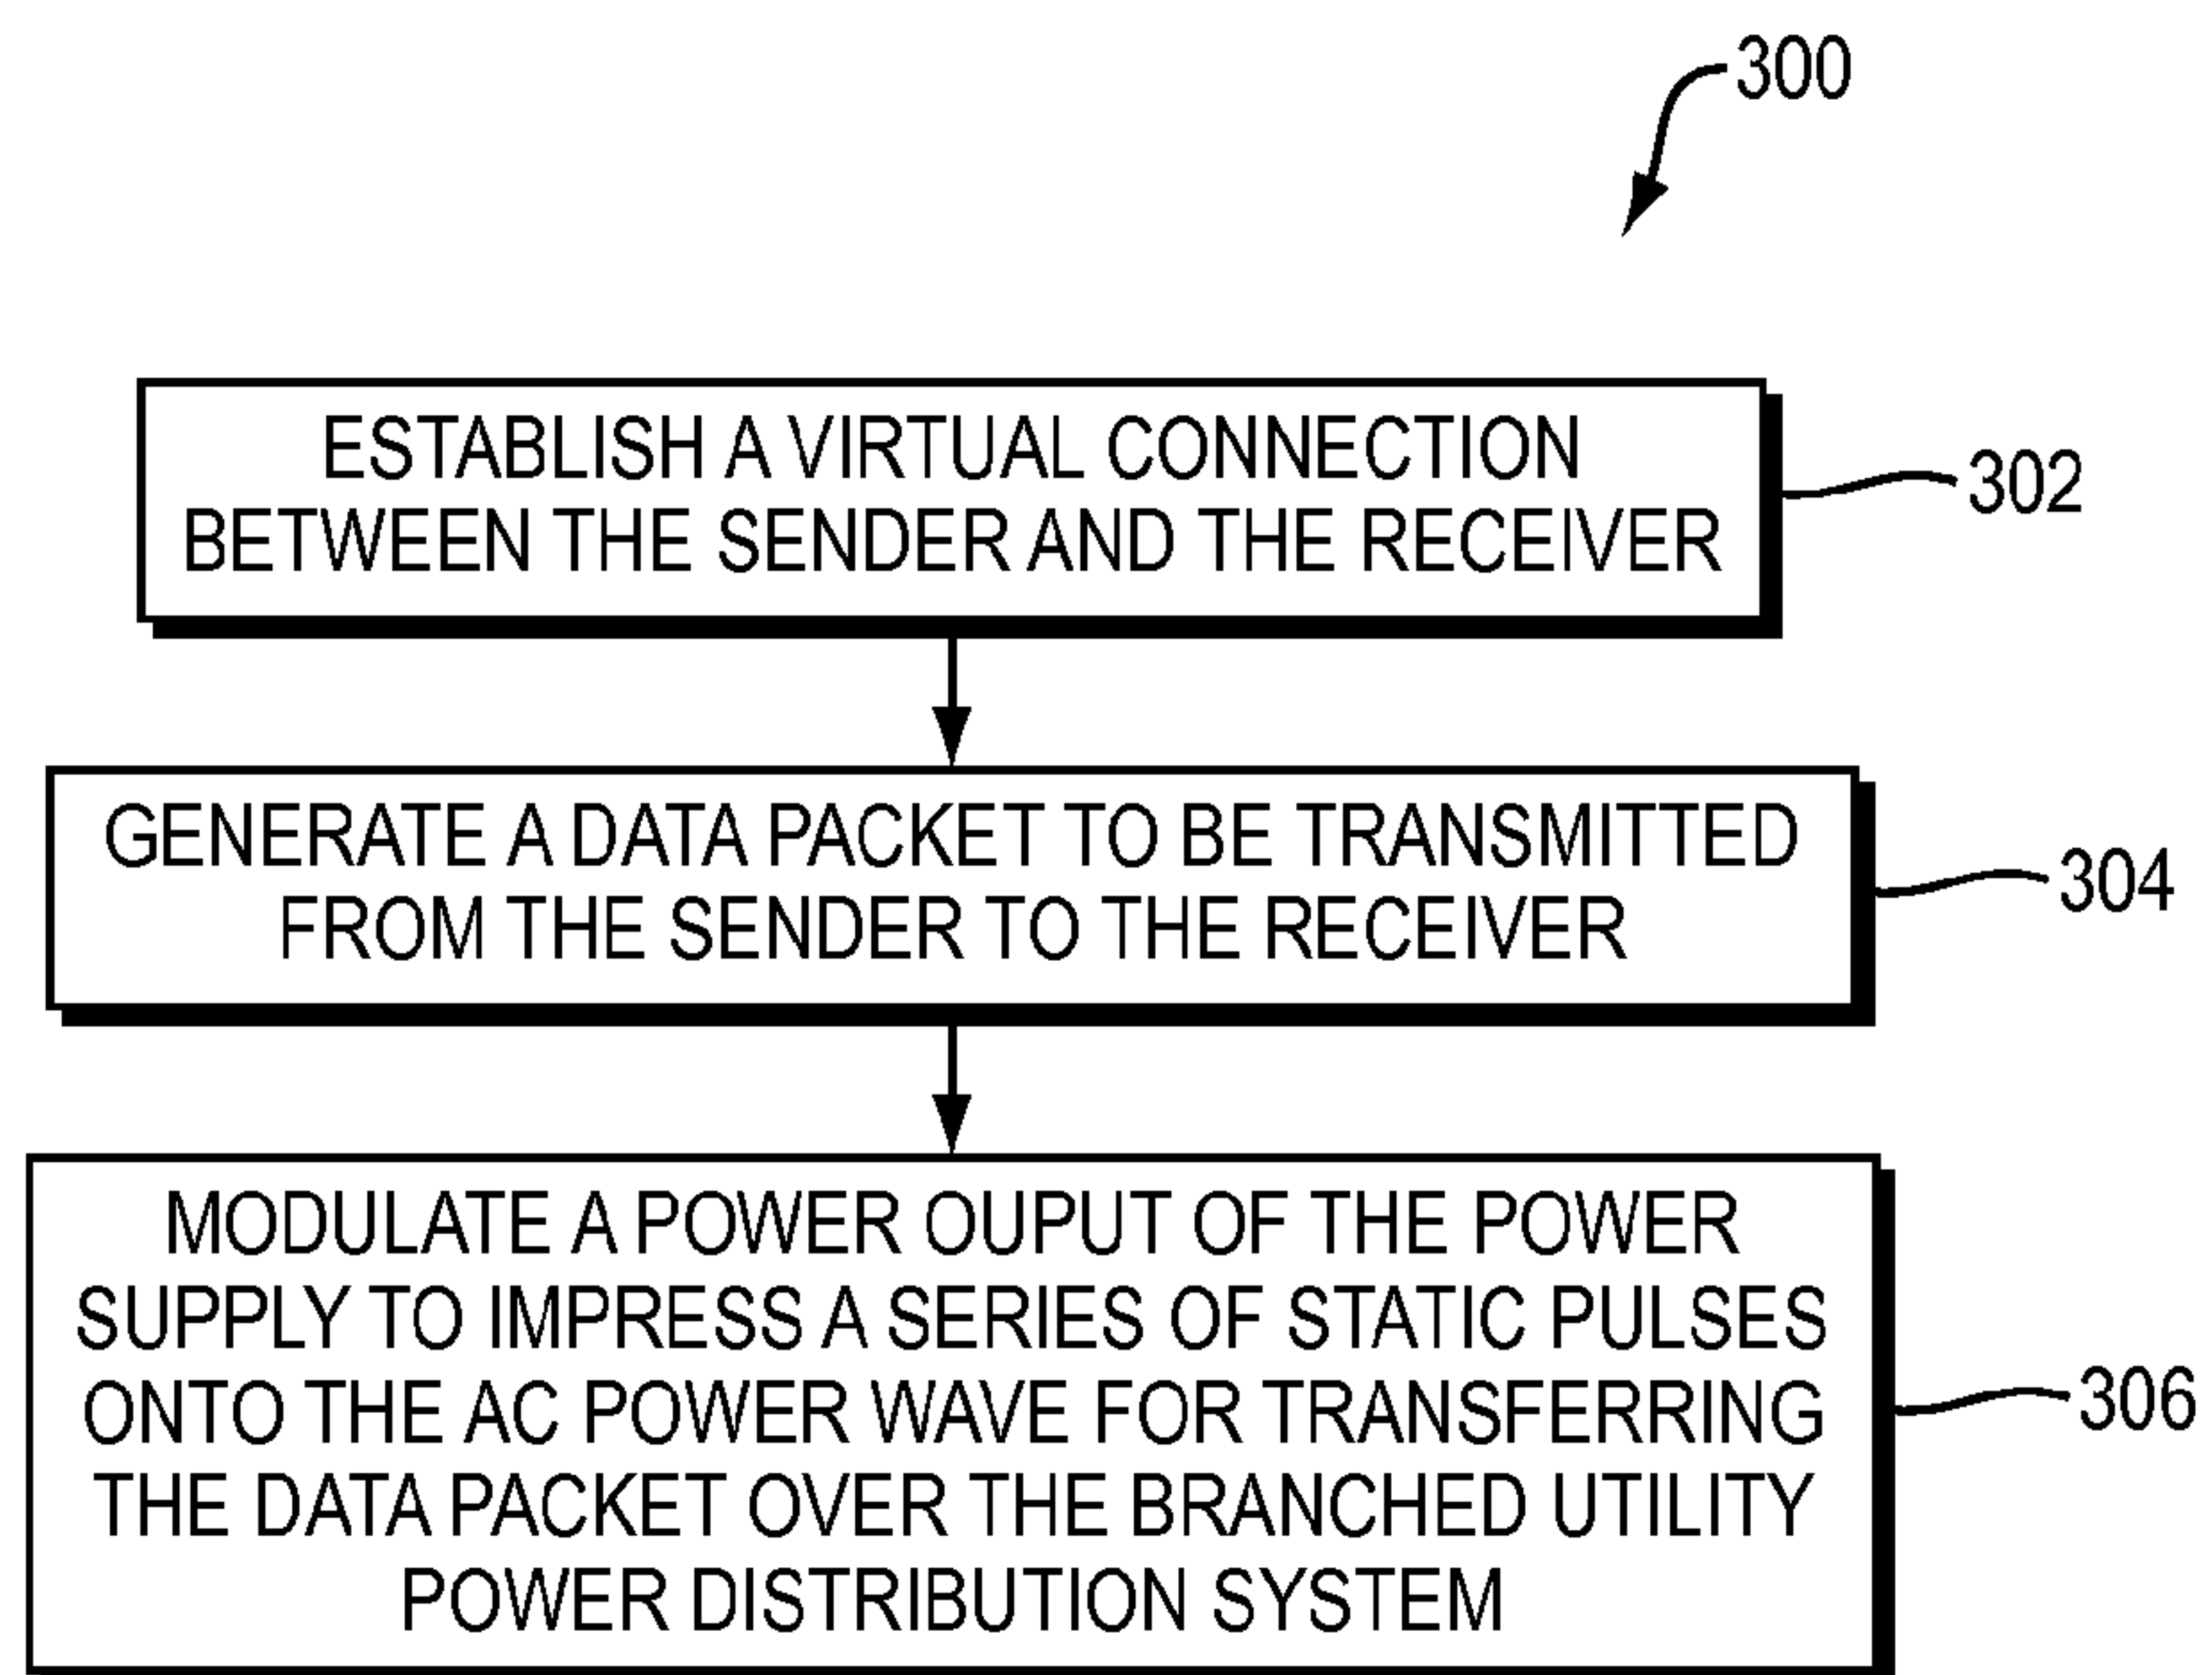 300
ESTABLISH A VIRTUAL CONNECTION
BETWEEN THE SENDER AND THE RECEIVER
302
GENERATE A DATA PACKET TO BE TRANSMITTED
FROM THE SENDER TO THE RECEIVER
304
MODULATE A POWER OUPUT OF THE POWER
SUPPLY TO IMPRESS A SERIES OF STATIC PULSES
ONTO THE AC POWER WAVE FOR TRANSFERRING
THE DATA PACKET OVER THE BRANCHED UTILITY
POWER DISTRIBUTION SYSTEM
306